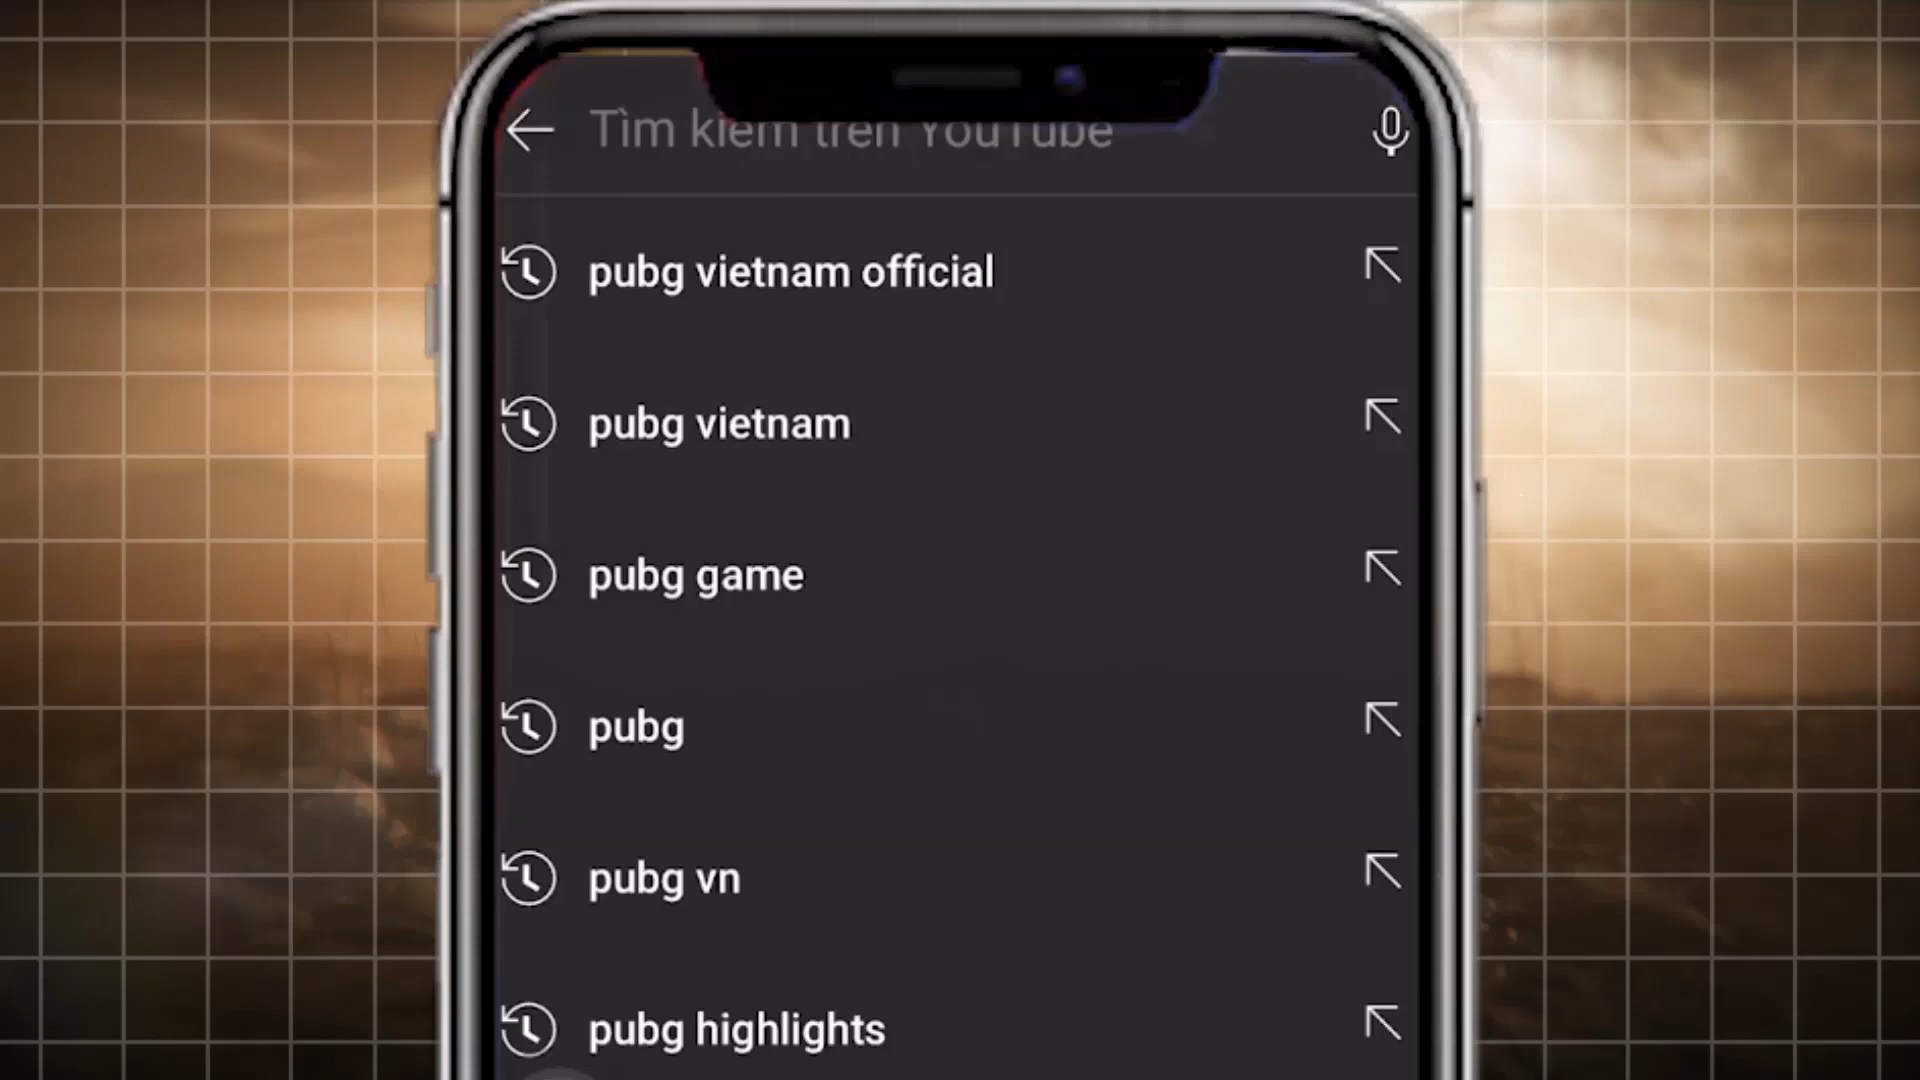 Tìm kiếm trên YouTube
pubg vietnam official
pubg vietnam
pubg game
pubg
pubg vn
pubg highlights